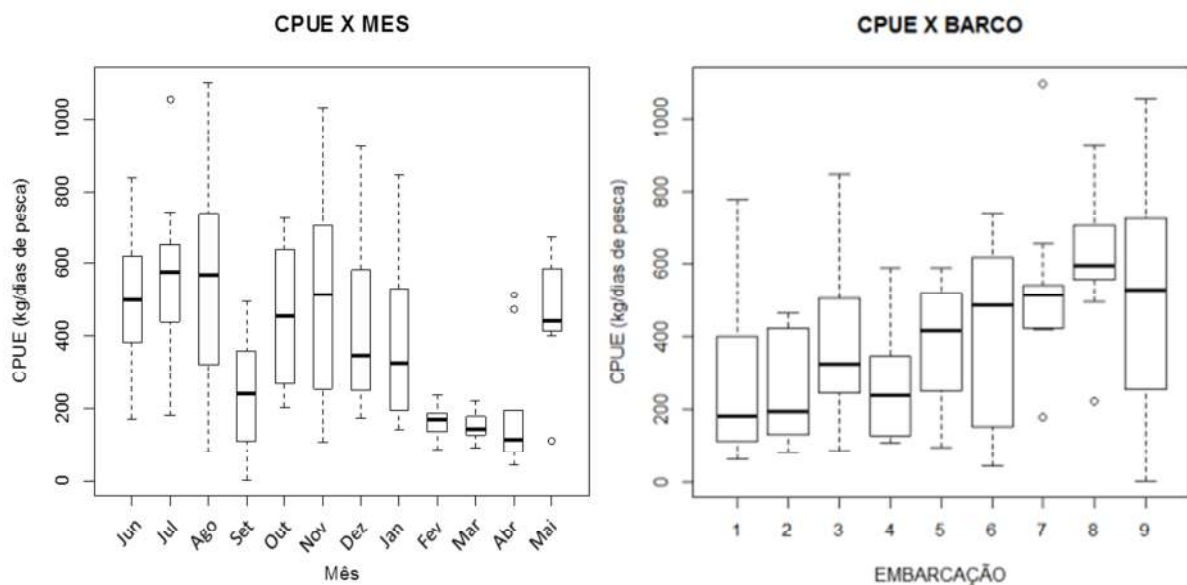 CPUE X MES
CPUE (kg/dias de pesca)
1000
800
600
400
200
0
Jun Jul Ago Set Out Nov Dez Jan Fev Mar Abr Mai
Mês
CPUE X BARCO
CPUE (kg/dias de pesca)
1000
800
600
400
200
0
1 2 3 4 5 6 7 8 9
EMBARCAÇÃO